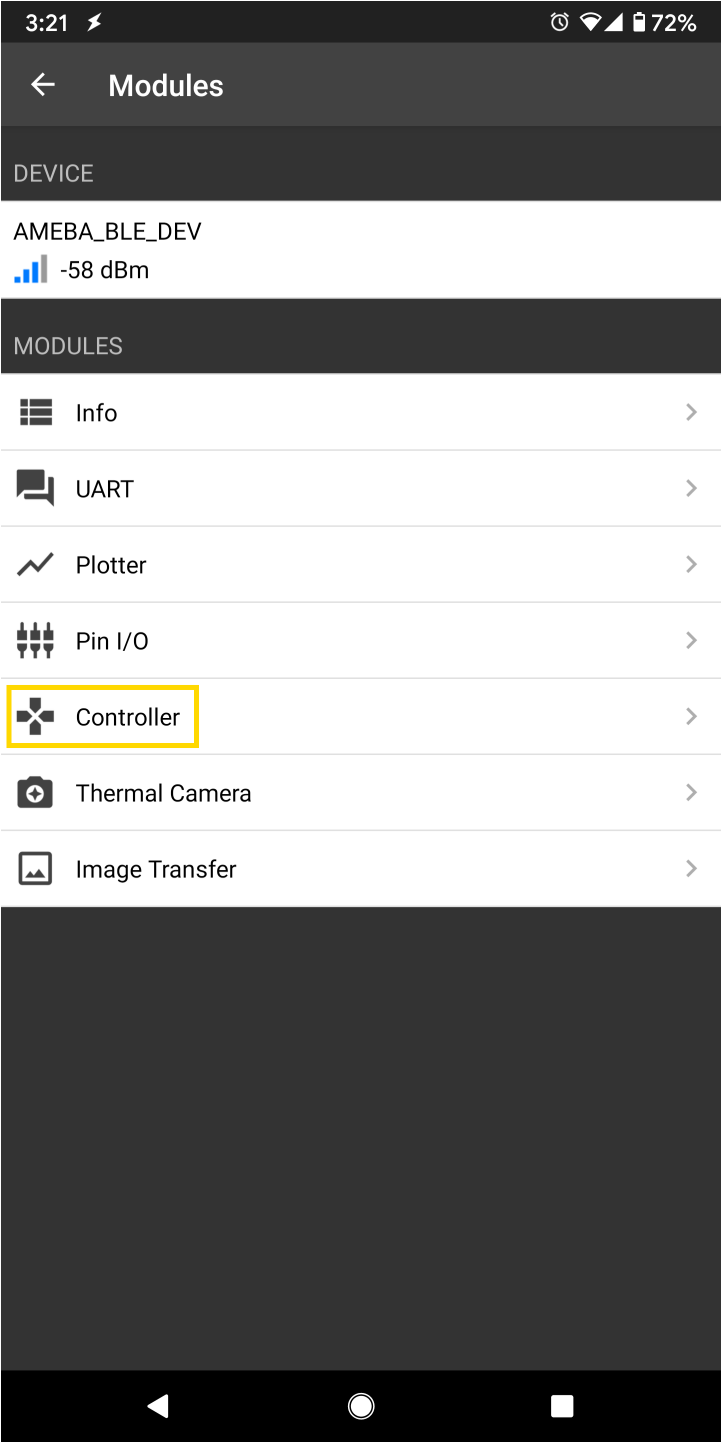 3:21 72%
Modules
DEVICE
AMEBA_BLE_DEV
-58 dBm
MODULES
Info
UART
Plotter
Pin I/O
Controller
Thermal Camera
Image Transfer